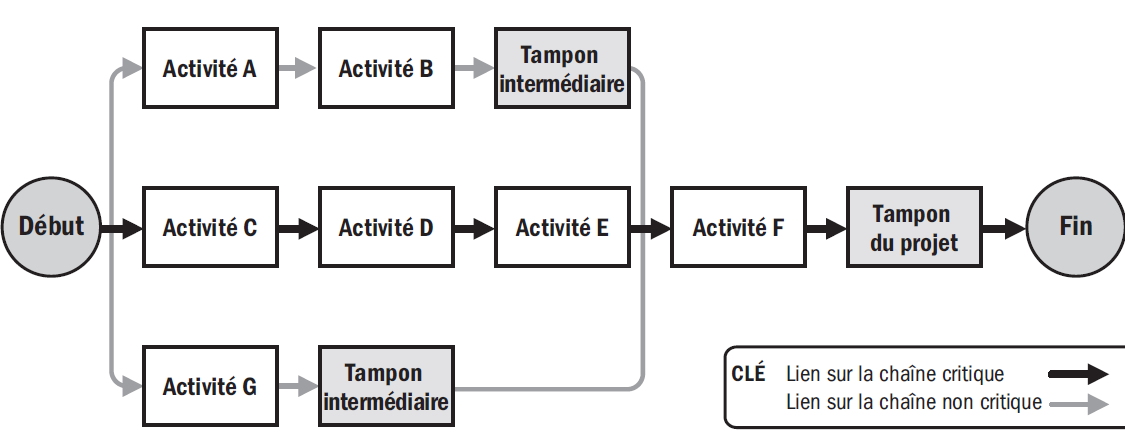 Activité A
Activité B
Tampon
intermédiaire
Début
Activité C
Activité D
Activité E
Activité F
Tampon
du projet
Fin
Activité G
Tampon
intermédiaire
CLÉ Lien sur la chaîne critique
Lien sur la chaîne non critique